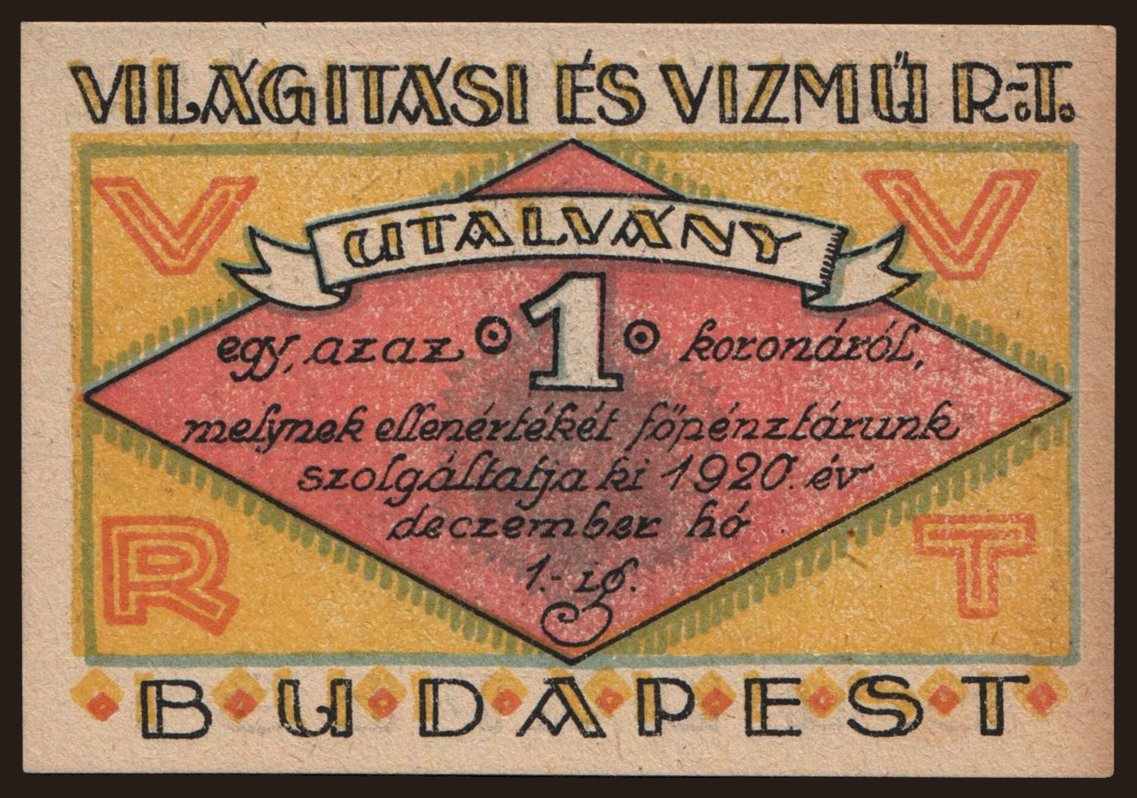 VILÁGITÁSI ÉS VIZMŰ R.-T.
V V
UTALVÁNY
egy, azaz 1 koronáról,
melynek ellenértékét főpénztárunk
szolgáltatja ki 1920. év
deczember hó
1.-ig.
R T
BUDAPEST